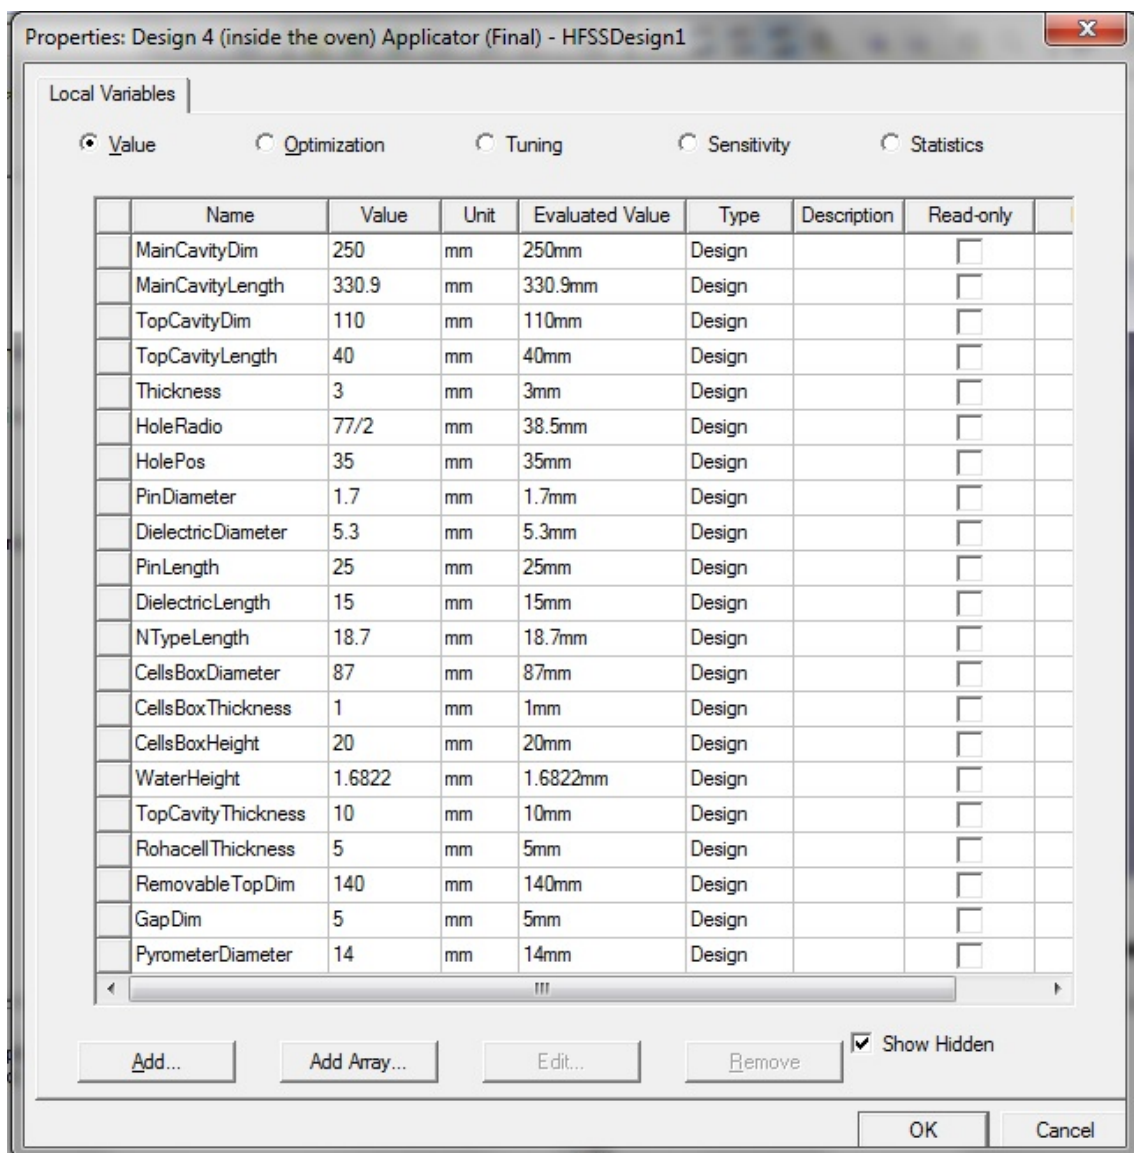 Properties: Design 4 (inside the oven) Applicator (Final) - HFSSDesign1
Local Variables
Value Optimization Tuning Sensitivity Statistics
Name Value Unit Evaluated Value Type Description Read-only
MainCavityDim 250 mm 250mm Design
MainCavityLength 330.9 mm 330.9mm Design
TopCavityDim 110 mm 110mm Design
TopCavityLength 40 mm 40mm Design
Thickness 3 mm 3mm Design
HoleRadio 77/2 mm 38.5mm Design
HolePos 35 mm 35mm Design
PinDiameter 1.7 mm 1.7mm Design
DielectricDiameter 5.3 mm 5.3mm Design
PinLength 25 mm 25mm Design
DielectricLength 15 mm 15mm Design
NTypeLength 18.7 mm 18.7mm Design
CellsBoxDiameter 87 mm 87mm Design
CellsBoxThickness 1 mm 1mm Design
CellsBoxHeight 20 mm 20mm Design
WaterHeight 1.6822 mm 1.6822mm Design
TopCavityThickness 10 mm 10mm Design
RohacellThickness 5 mm 5mm Design
RemovableTopDim 140 mm 140mm Design
GapDim 5 mm 5mm Design
PyrometerDiameter 14 mm 14mm Design
Add... Add Array... Edit... Remove Show Hidden
OK Cancel